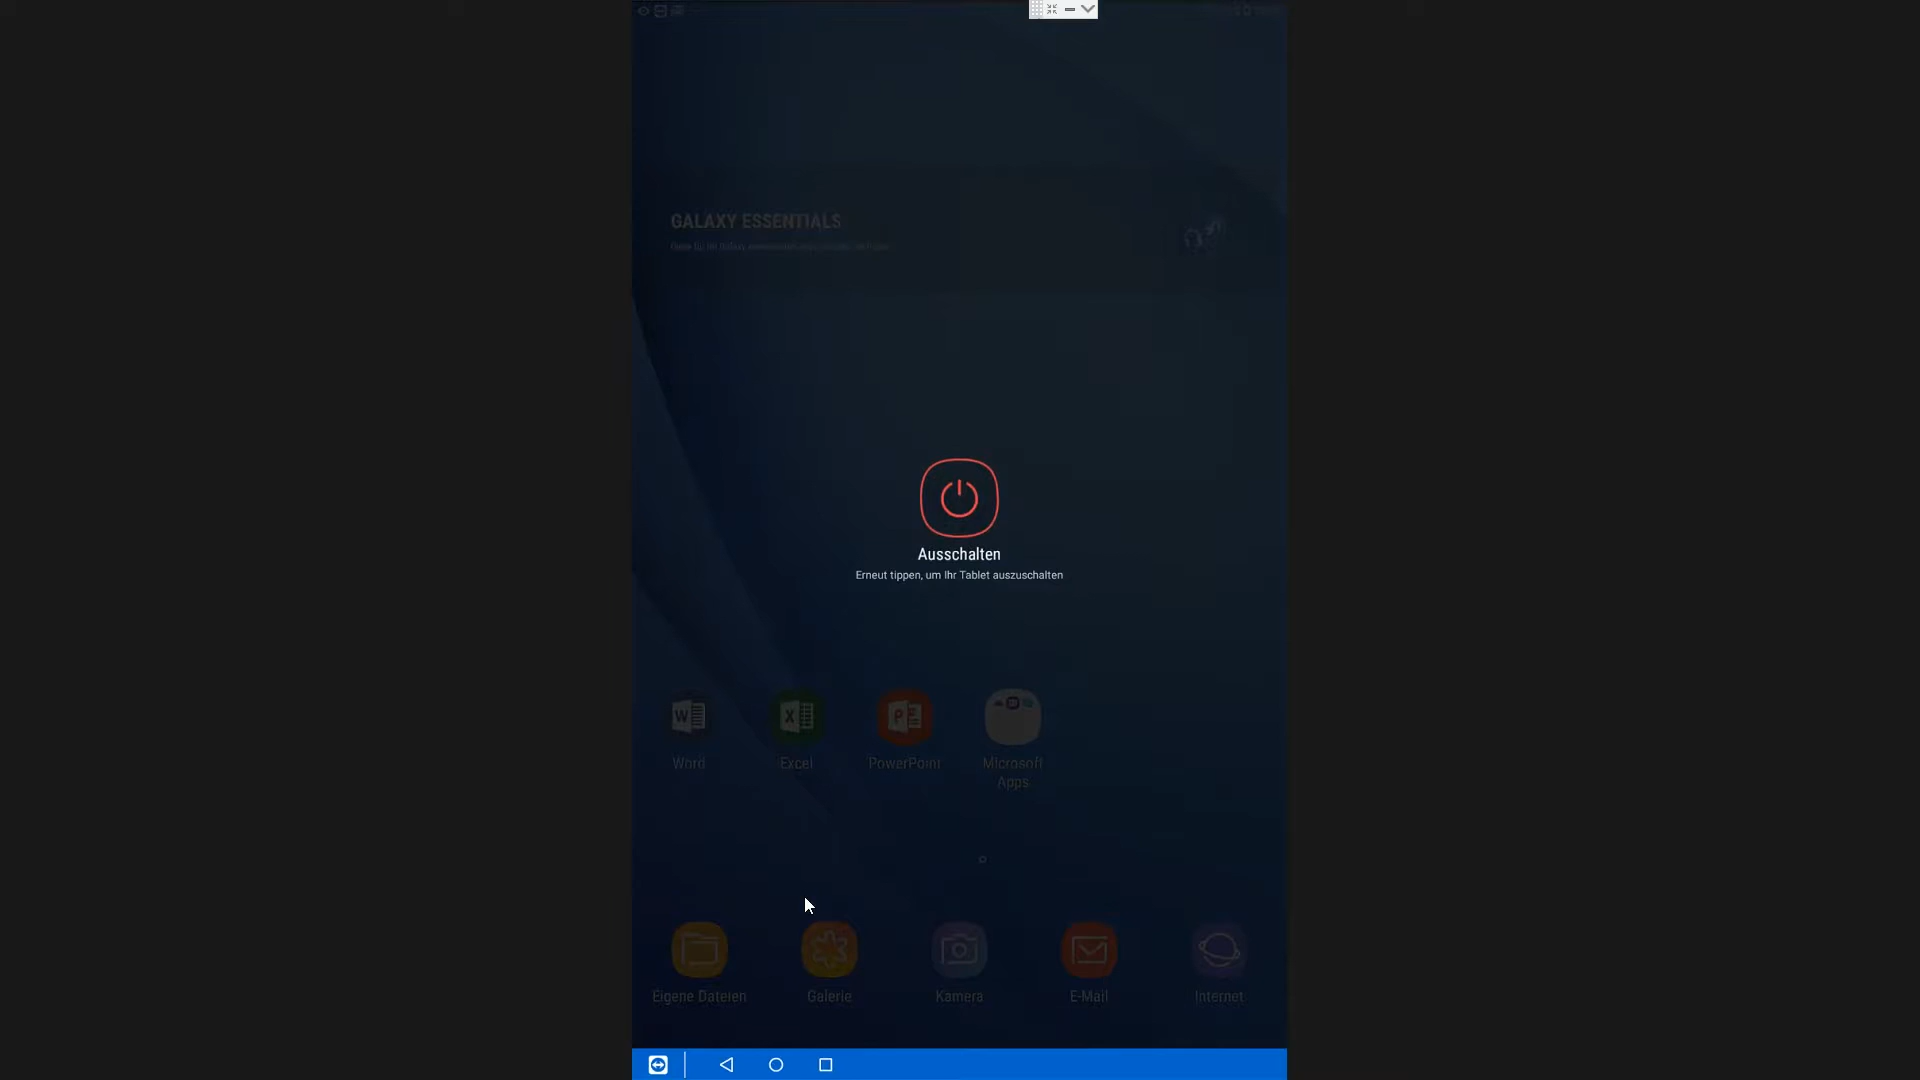 GALAXY ESSENTIALS
Ausschalten
Erneut tippen, um Ihr Tablet auszuschalten
Word
Excel
PowerPoint
Microsoft
Apps
Eigene Dateien
Galerie
Kamera
E-Mail
Internet